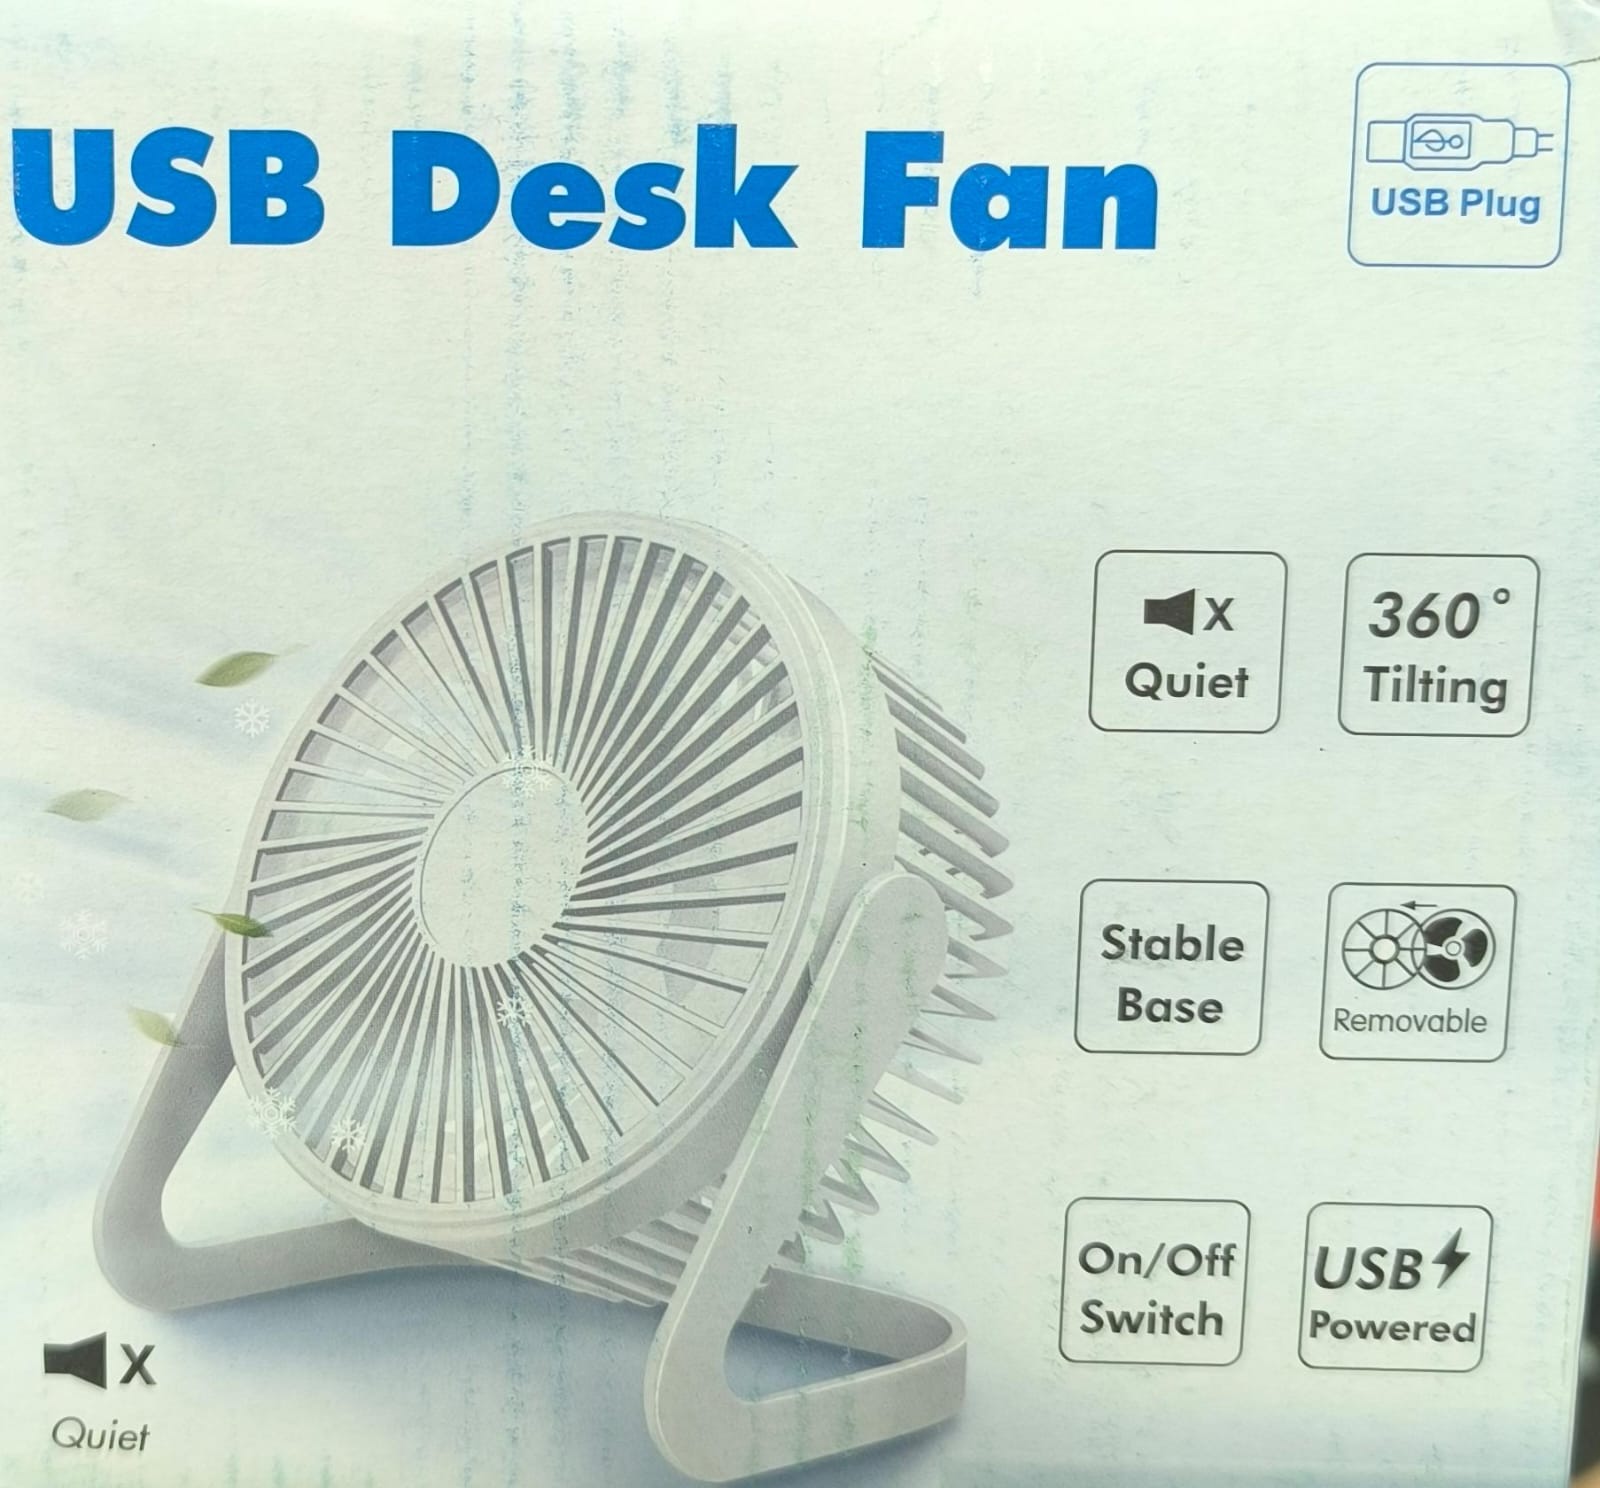 USB Desk Fan
USB Plug
X
Quiet
360°
Tilting
Stable
Base
Removable
On/Off
Switch
USB
Powered
X
Quiet